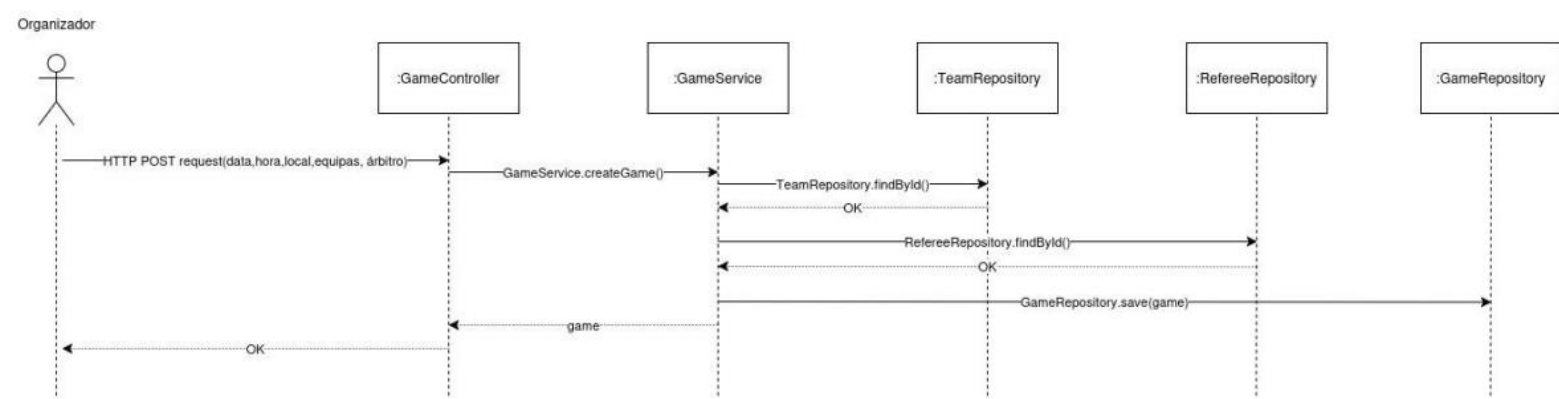 Organizador
:GameController
:GameService
:TeamRepository
:RefereeRepository
:GameRepository
HTTP POST request(data,hora,local,equipas, árbitro)
GameService.createGame()
TeamRepository.findById()
OK
RefereeRepository.findById()
OK
GameRepository.save(game)
game
OK